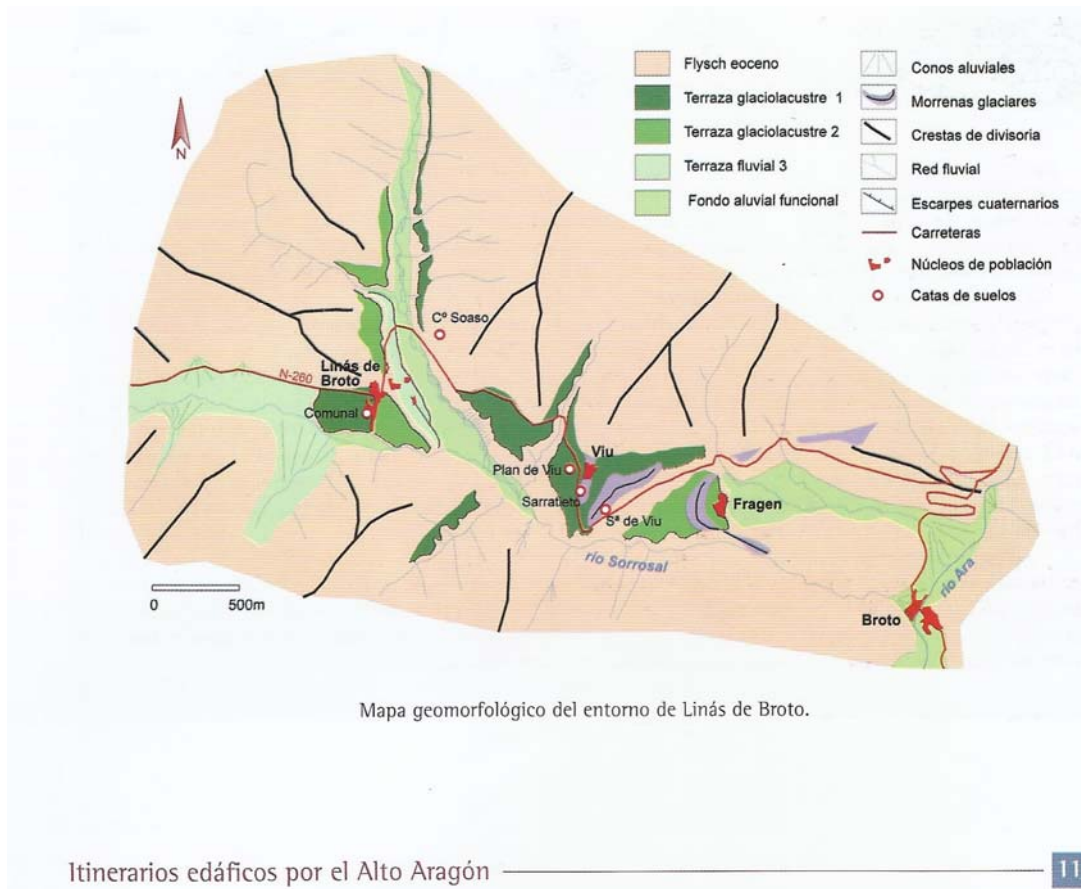 Flysch eoceno
Terraza glaciolacustre 1
Terraza glaciolacustre 2
Terraza fluvial 3
Fondo aluvial funcional
Conos aluviales
Morrenas glaciares
Crestas de divisoria
Red fluvial
Escarpes cuaternarios
Carreteras
Núcleos de población
Catas de suelos
N
Cº Soaso
Linás de
Broto
N-260
Comunal
Viu
Plan de Viu
Sarratieto
Sª de Viu
Fragen
río Sorrosal
río Ara
Broto
0 500m
Mapa geomorfológico del entorno de Linás de Broto.
Itinerarios edáficos por el Alto Aragón 11